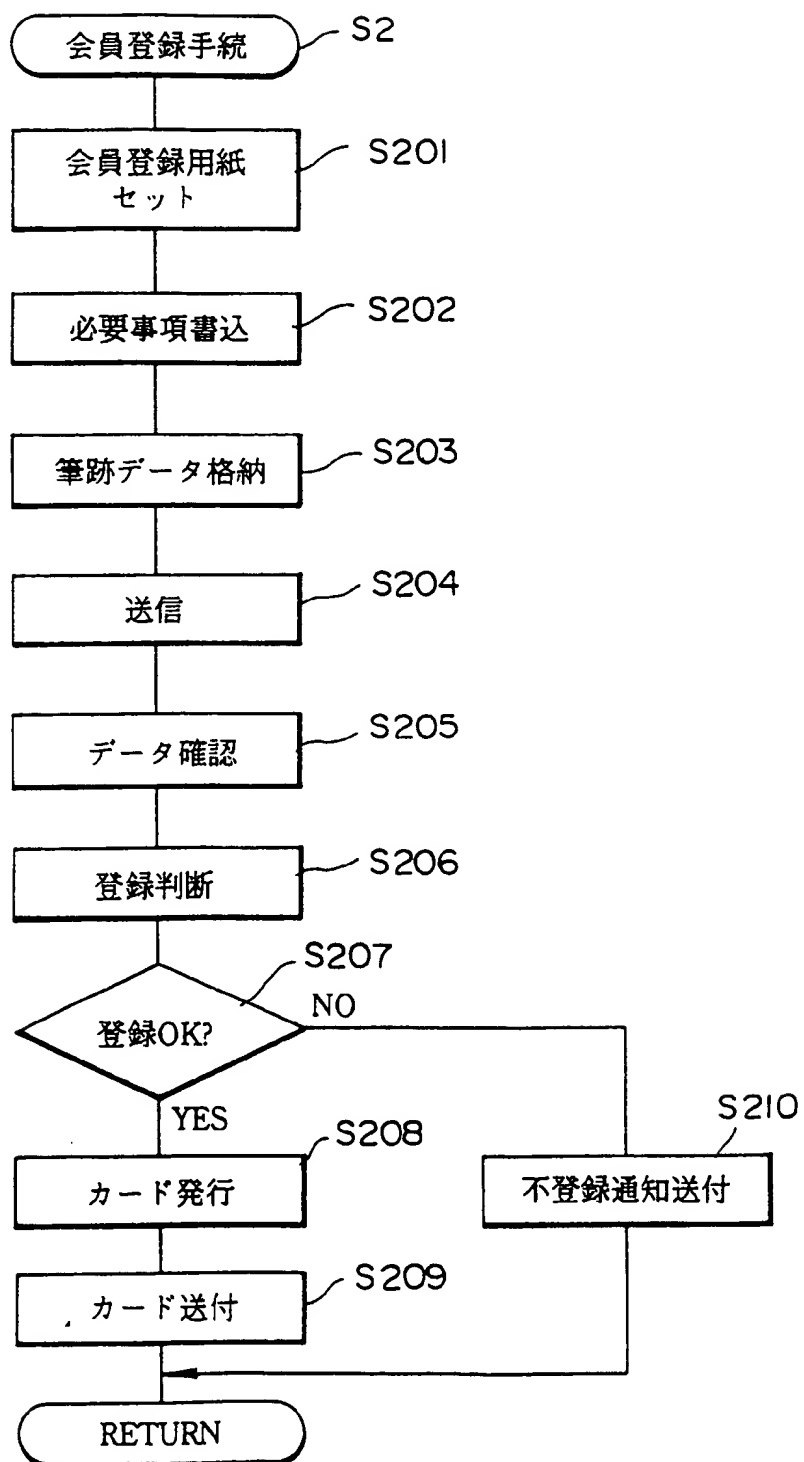 会員登録手続
S2
会員登録用紙
セット
S201
必要事項書込
S202
筆跡データ格納
S203
送信
S204
データ確認
S205
登録判断
S206
S207
登録OK?
NO
YES
カード発行
S208
S210
不登録通知送付
カード送付
S209
RETURN